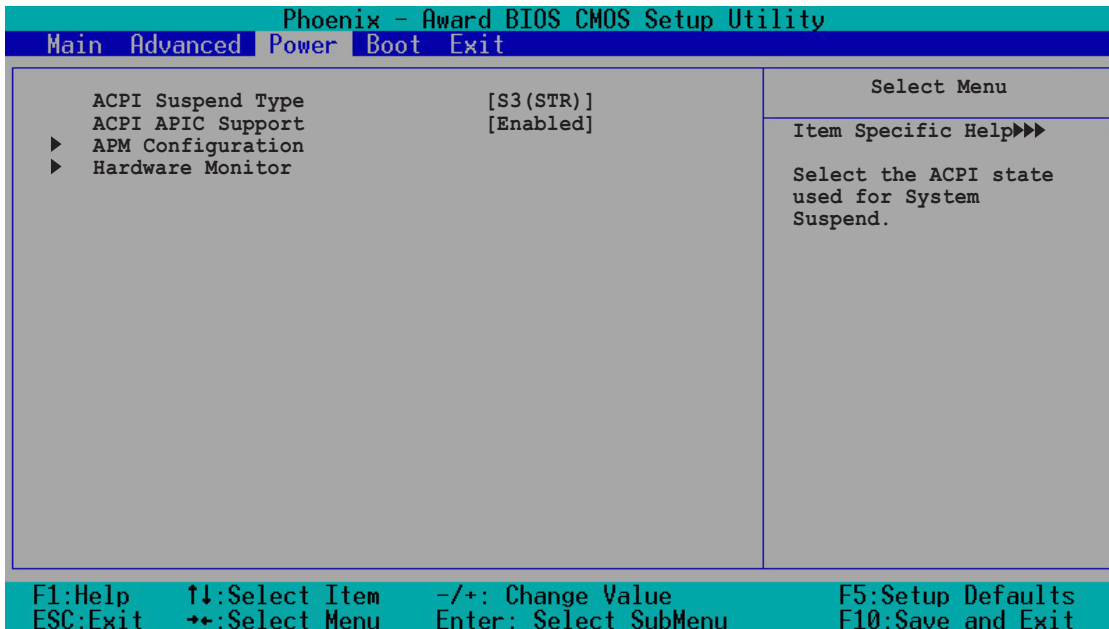 Phoenix - Award BIOS CMOS Setup Utility
Main Advanced Power Boot Exit
ACPI Suspend Type [S3(STR)]
ACPI APIC Support [Enabled]
▶ APM Configuration
▶ Hardware Monitor
Select Menu
Item Specific Help▶▶▶
Select the ACPI state
used for System
Suspend.
F1:Help ↑↓:Select Item -/+: Change Value F5:Setup Defaults
ESC:Exit →←:Select Menu Enter: Select SubMenu F10:Save and Exit